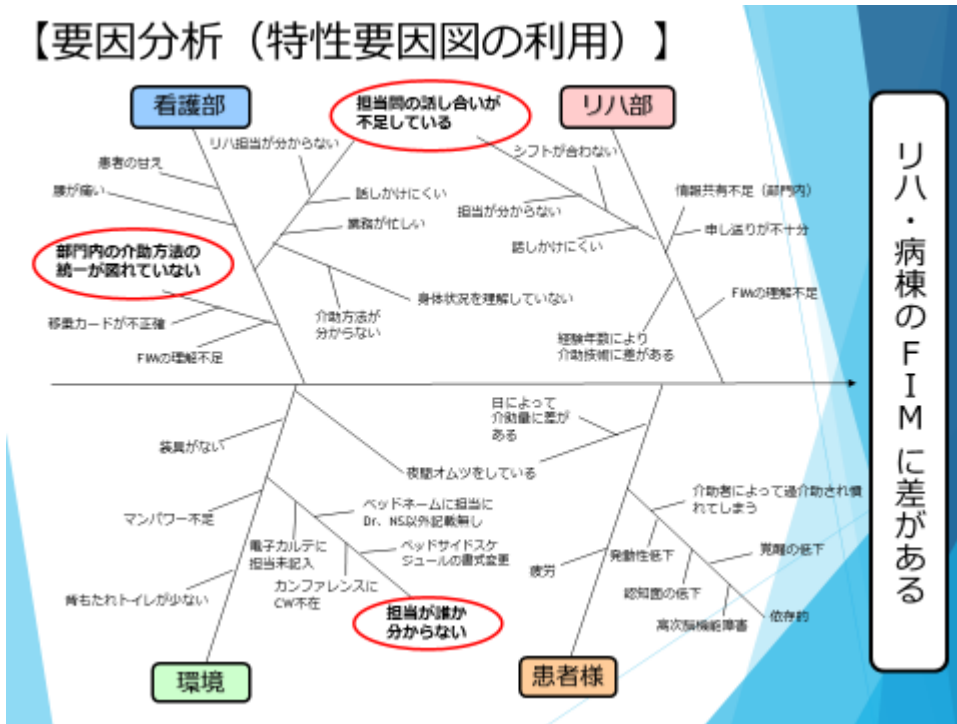 【要因分析（特性要因図の利用）】
看護部
担当間の話し合いが
不足している
リハ部
リハ担当が分からない
患者の甘え
腰が痛い
話しかけにくい
業務が忙しい
シフトが合わない
担当が分からない
話しかけにくい
情報共有不足（部門内）
申し送りが不十分
部門内の介助方法の
統一が図れていない
移乗カードが不正確
FIMの理解不足
介助方法が
分からない
身体状況を理解していない
経験年数により
介助技術に差がある
FIMの理解不足
リハ・病棟のFIMに差がある
装具がない
マンパワー不足
背もたれトイレが少ない
夜間オムツをしている
ベッドネームに担当に
Dr、NS以外記載無し
電子カルテに
担当未記入
ベッドサイドスケ
ジュールの書式変更
カンファレンスに
CW不在
担当が誰か
分からない
日によって
介助量に差が
ある
介助者によって過介助され慣
れてしまう
疲労
発動性低下
覚醒の低下
認知面の低下
高次脳機能障害
依存的
環境
患者様